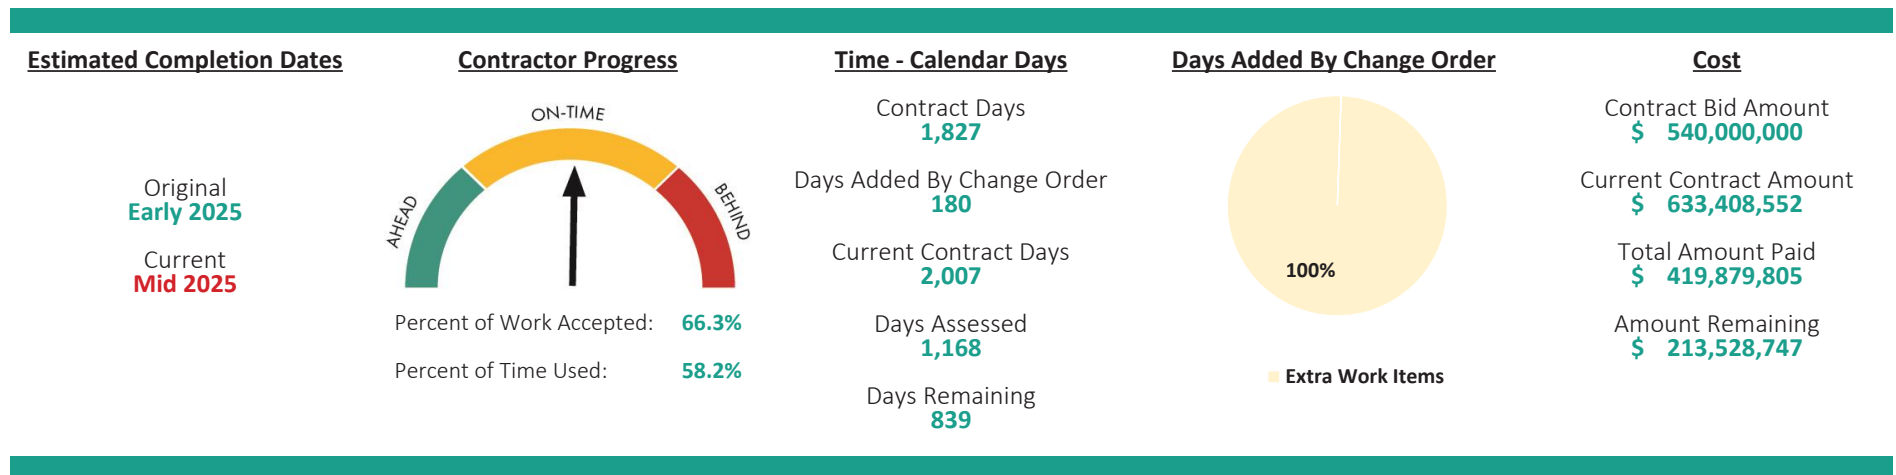 Estimated Completion Dates
Original
Early 2025
Current
Mid 2025
Contractor Progress
ON-TIME
AHEAD
BEHIND
Percent of Work Accepted: 66.3%
Percent of Time Used: 58.2%
Time - Calendar Days
Contract Days
1,827
Days Added By Change Order
180
Current Contract Days
2,007
Days Assessed
1,168
Days Remaining
839
Days Added By Change Order
100%
Extra Work Items
Cost
Contract Bid Amount
$ 540,000,000
Current Contract Amount
$ 633,408,552
Total Amount Paid
$ 419,879,805
Amount Remaining
$ 213,528,747